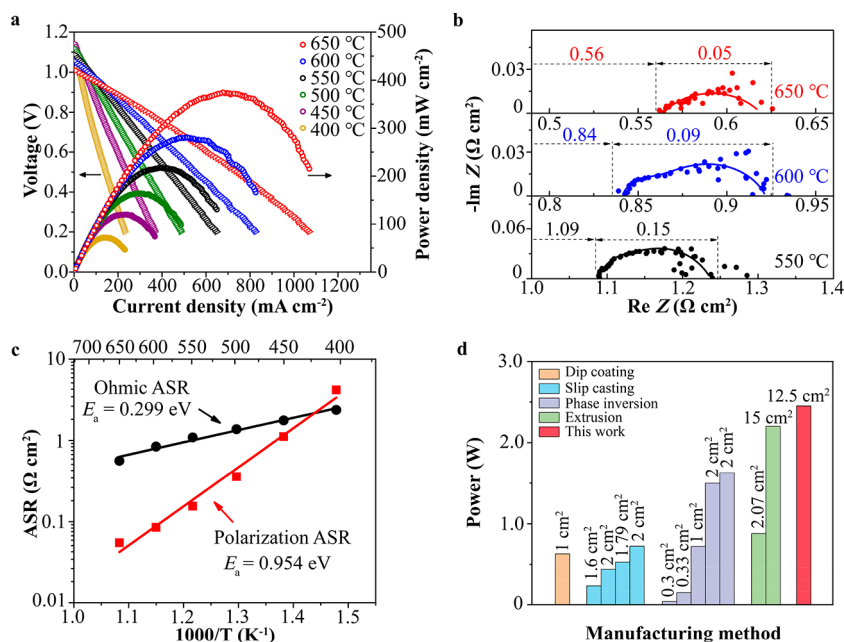 a
Voltage (V)
1.2
1.0
0.8
0.6
0.4
0.2
0.0
650 °C
600 °C
550 °C
500 °C
450 °C
400 °C
500
400
300
200
100
0
Power density (mW cm-2)
0 200 400 600 800 1000
Current density (mA cm-2)
b
-Im Z (Ω cm2)
0.56 0.05
0.03
0.00
650 °C
0.5 0.55 0.6 0.65
0.84 0.09
0.03
0.00
600 °C
0.8 0.85 0.9 0.95
0.06
1.09 0.15
0.03
0.00
550 °C
1.0 1.1 1.2 1.3 1.4
Re Z (Ω cm2)
c
700 650 600 550 500 450 400
ASR (Ω cm2)
10
1
0.1
0.01
Ohmic ASR
Ea = 0.299 eV
Polarization ASR
Ea = 0.954 eV
1.0 1.1 1.2 1.3 1.4 1.5
1000/T (K-1)
d
Power (W)
3.0
2.0
1.0
0
Dip coating
Slip casting
Phase inversion
Extrusion
This work
1 cm2
1.6 cm2
2 cm2
1.79 cm2
2 cm2
0.3 cm2
0.33 cm2
1 cm2
2 cm2
2 cm2
2.07 cm2
15 cm2
12.5 cm2
Manufacturing method